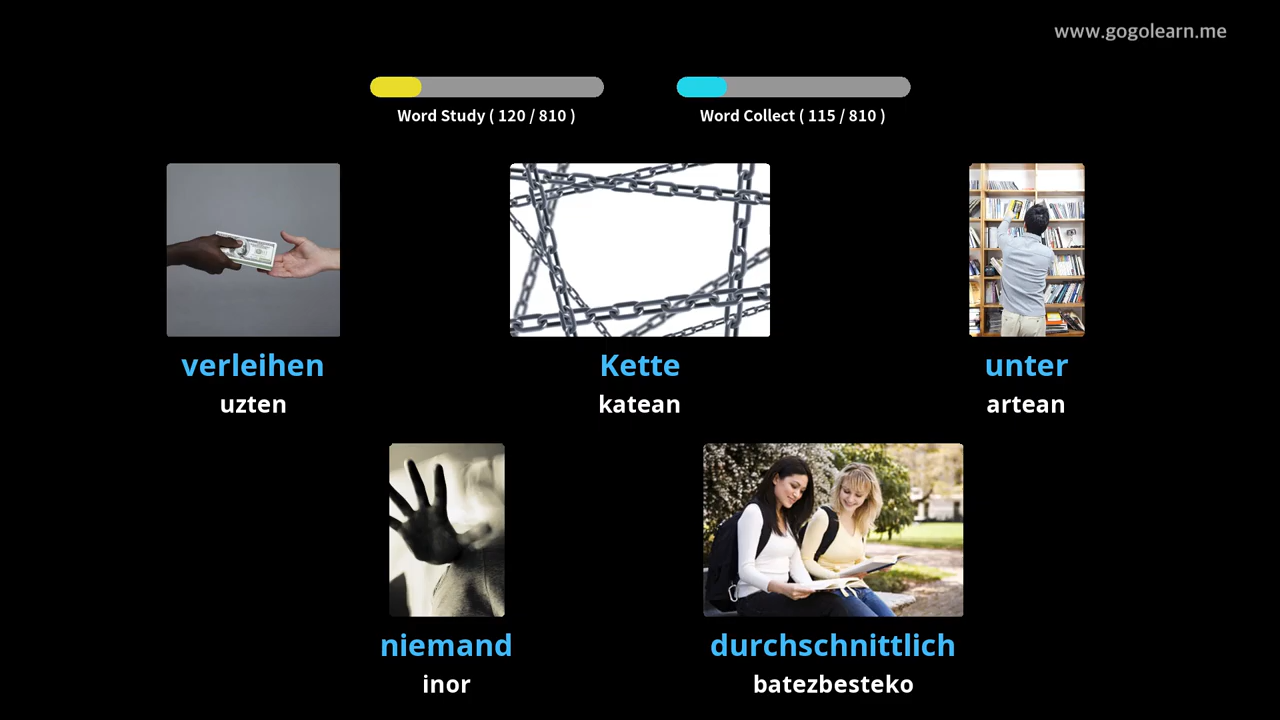 www.gogolearn.me
Word Study ( 120 / 810 )
Word Collect ( 115 / 810 )
verleihen
uzten
Kette
katean
unter
artean
niemand
inor
durchschnittlich
batezbesteko